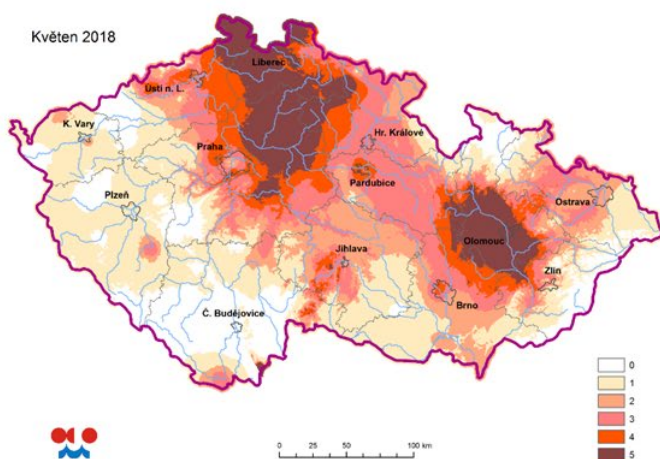 Květen 2018
Liberec
Ústí n. L.
K. Vary
Praha
Hr. Králové
Pardubice
Plzeň
Ostrava
Olomouc
Jihlava
Zlín
Brno
Č. Budějovice
0
1
2
3
4
5
0 25 50 100 km